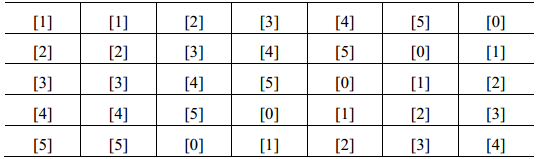 [1] [1] [2] [3] [4] [5] [0]
[2] [2] [3] [4] [5] [0] [1]
[3] [3] [4] [5] [0] [1] [2]
[4] [4] [5] [0] [1] [2] [3]
[5] [5] [0] [1] [2] [3] [4]